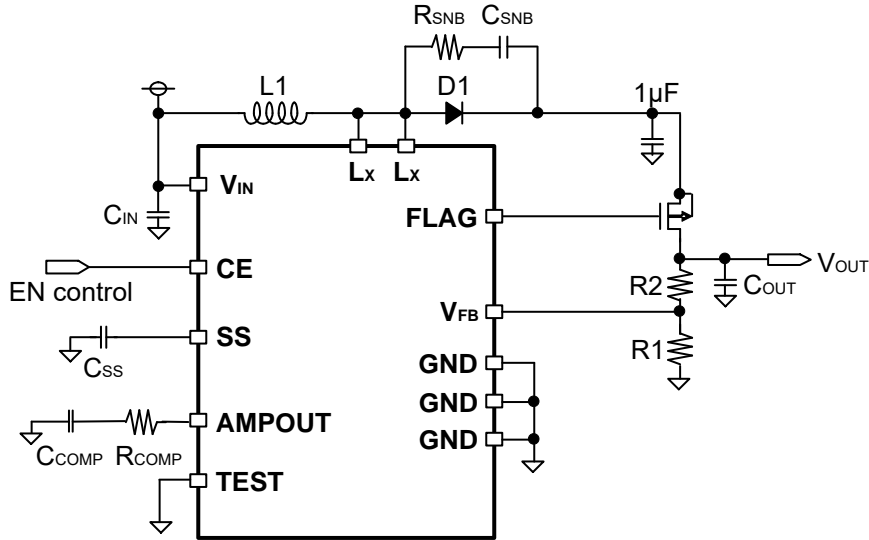 RSNB CSNB
L1
D1
1µF
LX LX
VIN
CIN
FLAG
CE
EN control
VOUT
R2
COUT
VFB
SS
CSS
R1
GND
GND
GND
AMPOUT
CCOMP RCOMP
TEST